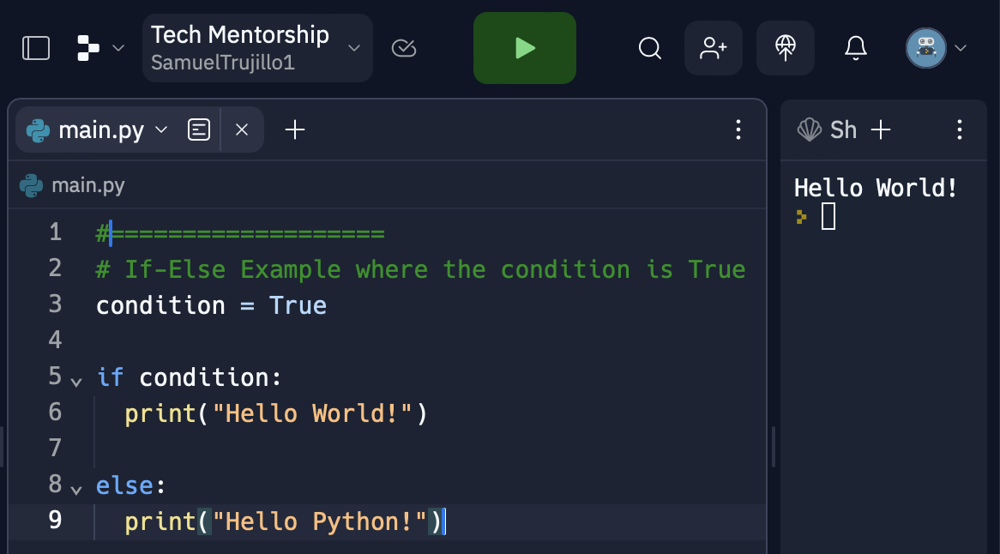 Tech Mentorship
SamuelTrujillo1
main.py
Sh
main.py
Hello World!
1 #===================
2 # If-Else Example where the condition is True
3 condition = True
4
5 if condition:
6 print("Hello World!")
7
8 else:
9 print("Hello Python!")